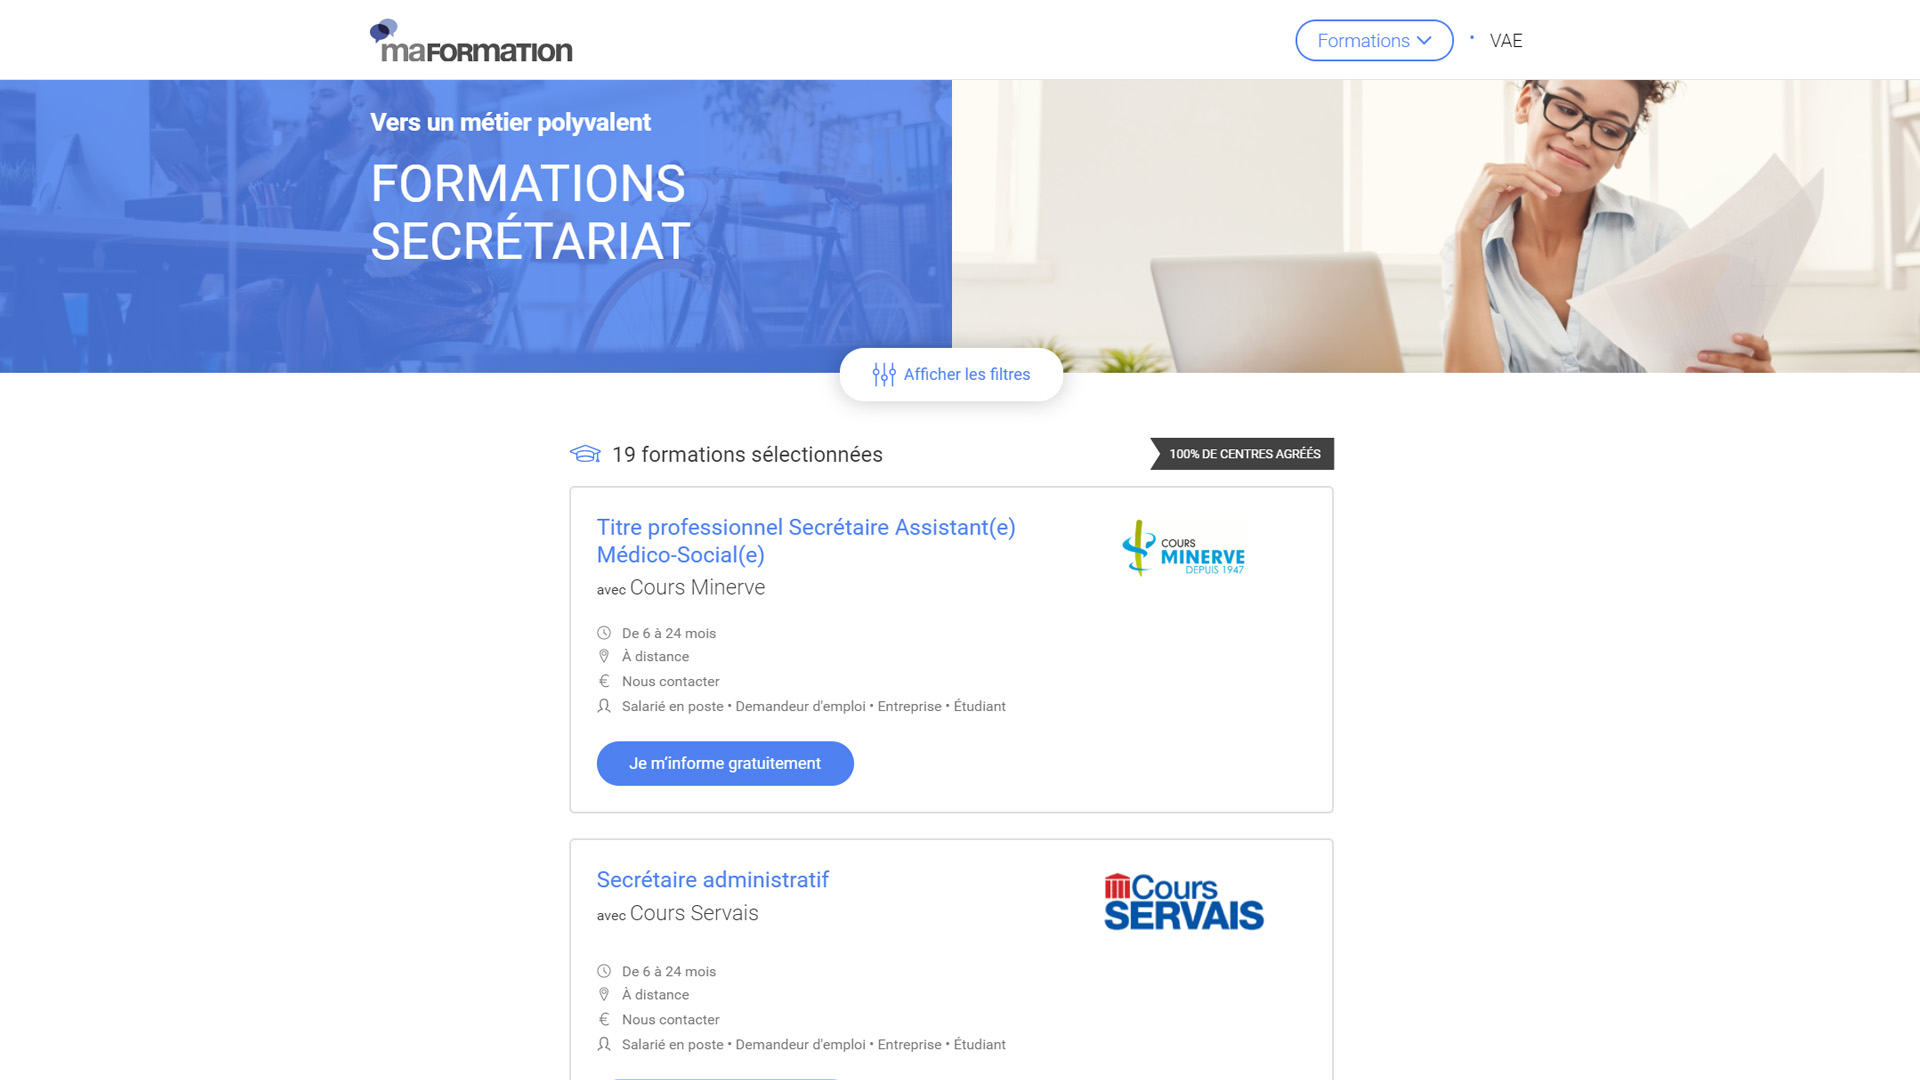 maFORMATION
Formations
VAE
Vers un métier polyvalent
FORMATIONS
SECRÉTARIAT
Afficher les filtres
19 formations sélectionnées
100% DE CENTRES AGRÉÉS
Titre professionnel Secrétaire Assistant(e)
Médico-Social(e)
avec Cours Minerve
COURS
MINERVE
DEPUIS 1947
De 6 à 24 mois
À distance
Nous contacter
Salarié en poste • Demandeur d'emploi • Entreprise • Étudiant
Je m’informe gratuitement
Secrétaire administratif
avec Cours Servais
Cours
SERVAIS
De 6 à 24 mois
À distance
Nous contacter
Salarié en poste • Demandeur d'emploi • Entreprise • Étudiant